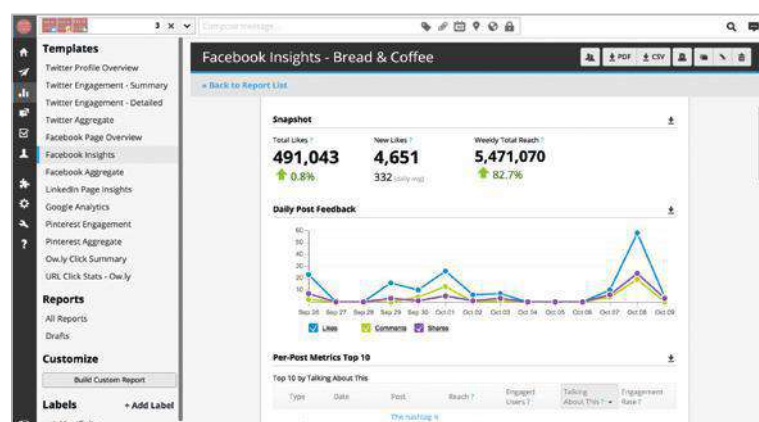 3 ×
Compose message...
Templates
Twitter Profile Overview
Twitter Engagement - Summary
Twitter Engagement - Detailed
Twitter Aggregate
Facebook Page Overview
Facebook Insights
Facebook Aggregate
LinkedIn Page Insights
Google Analytics
Pinterest Engagement
Pinterest Aggregate
Ow.ly Click Summary
URL Click Stats - Ow.ly
Reports
All Reports
Drafts
Customize
Build Custom Report
Labels + Add Label
?
Facebook Insights - Bread & Coffee
PDF CSV
« Back to Report List
Snapshot
Total Likes ? New Likes ? Weekly Total Reach ?
491,043 4,651 5,471,070
0.8% 332 (daily avg) 82.7%
Daily Post Feedback
60
50
40
30
20
10
Sep 26 Sep 27 Sep 28 Sep 29 Sep 30 Oct 01 Oct 02 Oct 03 Oct 04 Oct 05 Oct 06 Oct 07 Oct 08 Oct 09
Likes Comments Shares
Per-Post Metrics Top 10
Top 10 by Talking About This
Type Date Post Reach ? Engaged Users ? Talking About This ? Engagement Rate ?
The hashtag is